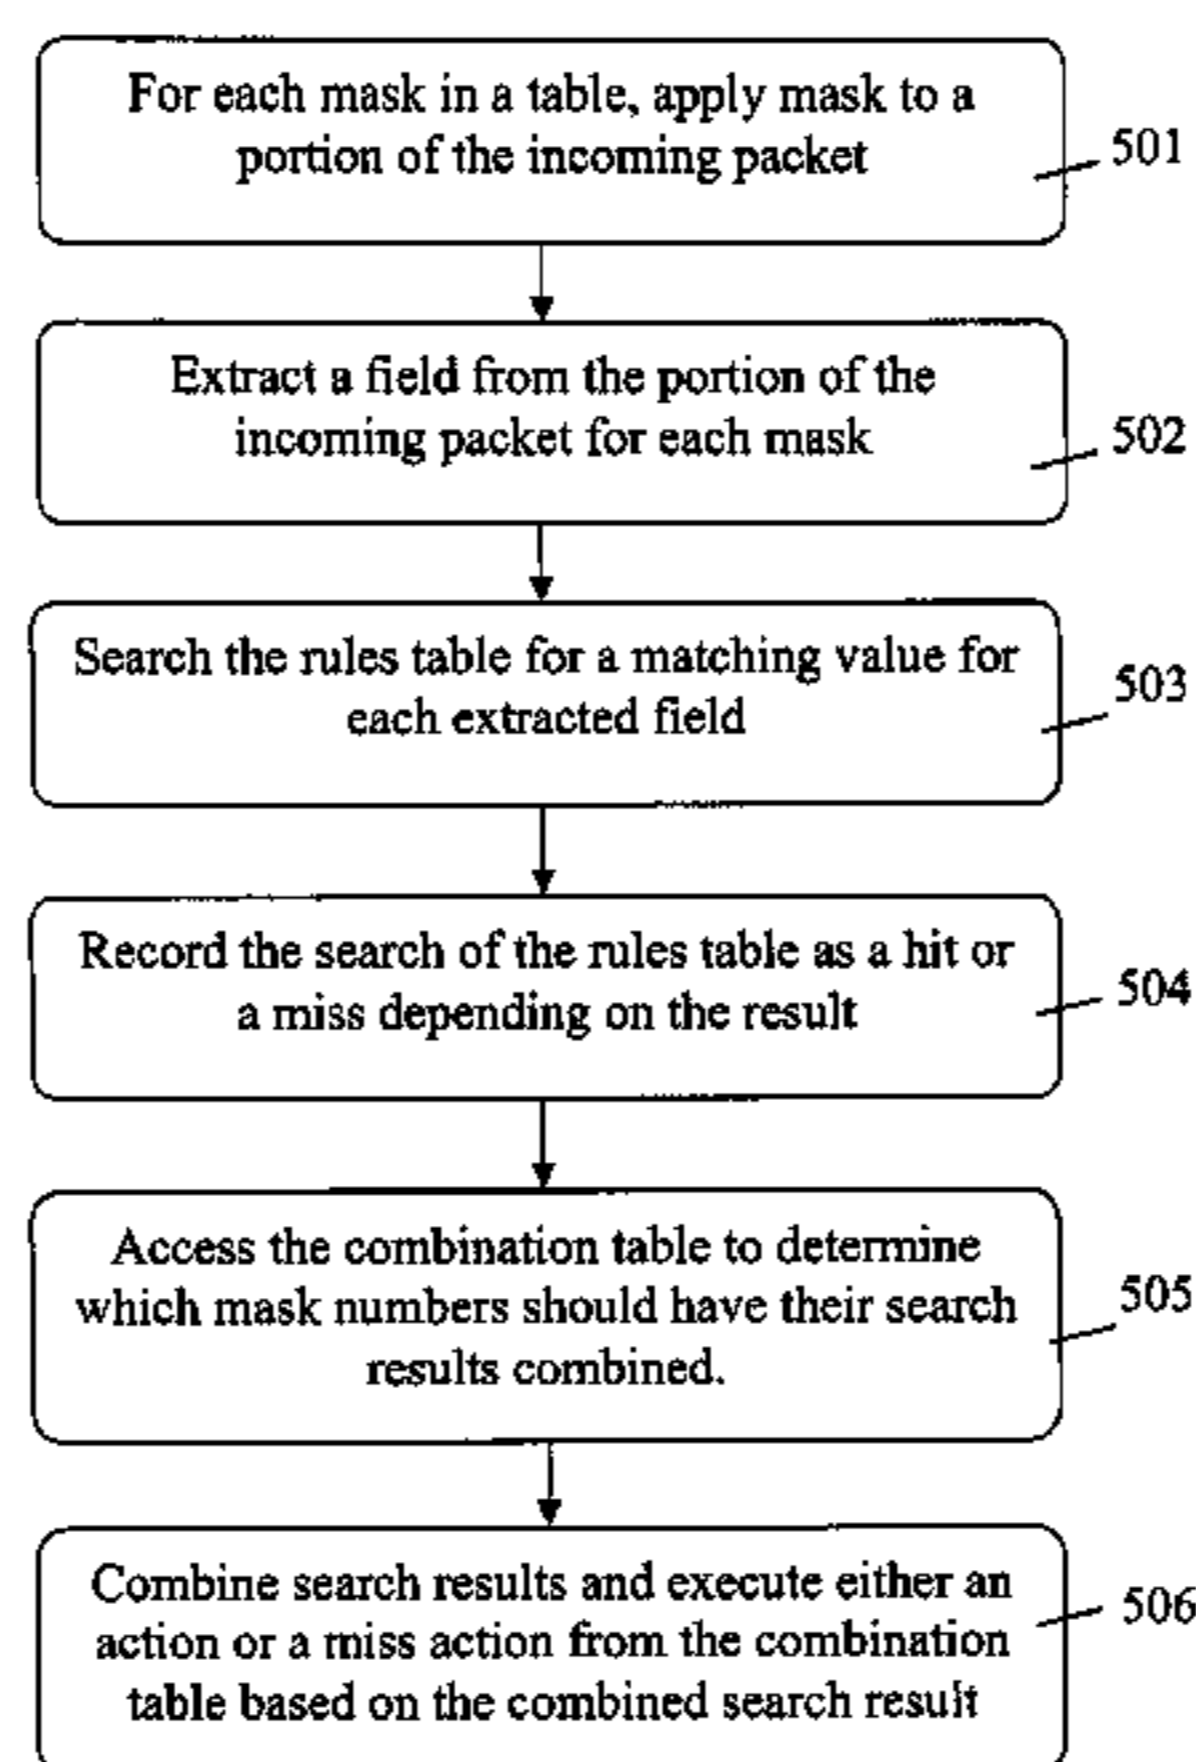 For each mask in a table, apply mask to a
portion of the incoming packet
501
Extract a field from the portion of the
incoming packet for each mask
502
Search the rules table for a matching value for
each extracted field
503
Record the search of the rules table as a hit or
a miss depending on the result
504
Access the combination table to determine
which mask numbers should have their search
results combined.
505
Combine search results and execute either an
action or a miss action from the combination
table based on the combined search result
506